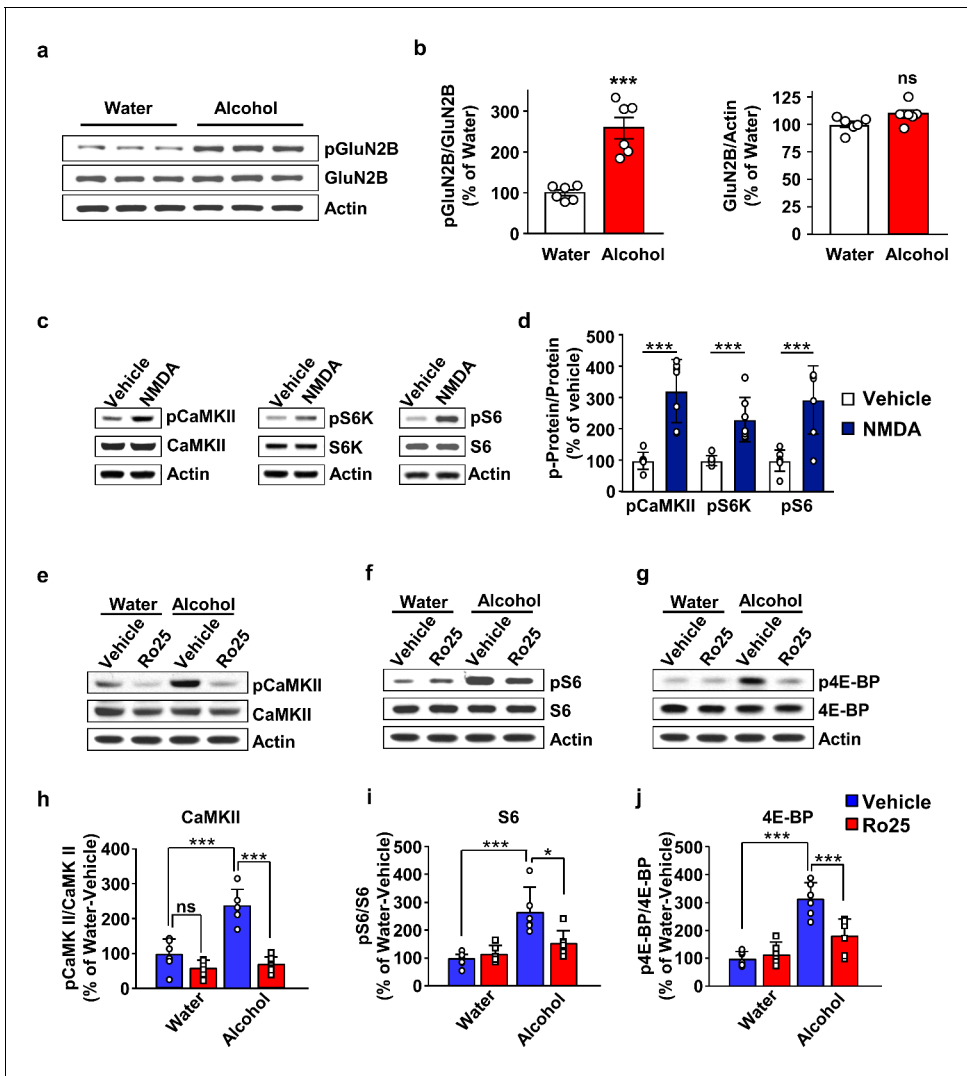 a
Water Alcohol
pGluN2B
GluN2B
Actin
b
pGluN2B/GluN2B
(% of Water)
300
200
100
0
***
Water Alcohol
GluN2B/Actin
(% of Water)
125
100
75
50
25
0
ns
Water Alcohol
c
Vehicle NMDA
pCaMKII
CaMKII
Actin
Vehicle NMDA
pS6K
S6K
Actin
Vehicle NMDA
pS6
S6
Actin
d
p-Protein/Protein
(% of vehicle)
500
400
300
200
100
0
*** *** ***
pCaMKII pS6K pS6
Vehicle
NMDA
e
Water Alcohol
Vehicle Ro25 Vehicle Ro25
pCaMKII
CaMKII
Actin
f
Water Alcohol
Vehicle Ro25 Vehicle Ro25
pS6
S6
Actin
g
Water Alcohol
Vehicle Ro25 Vehicle Ro25
p4E-BP
4E-BP
Actin
h
CaMKII
pCaMK II/CaMK II
(% of Water-Vehicle)
400
300
200
100
0
*** ***
ns
Water Alcohol
i
S6
pS6/S6
(% of Water-Vehicle)
500
400
300
200
100
0
*** *
Water Alcohol
j
4E-BP
p4E-BP/4E-BP
(% of Water-Vehicle)
500
400
300
200
100
0
*** ***
Water Alcohol
Vehicle
Ro25